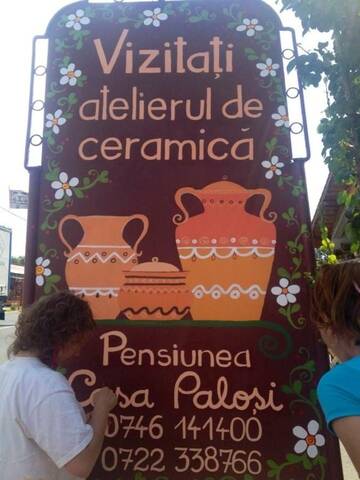 Vizitați
atelierul de
ceramică
Pensiunea
Casa Paloși
0746 141400
0722 338766